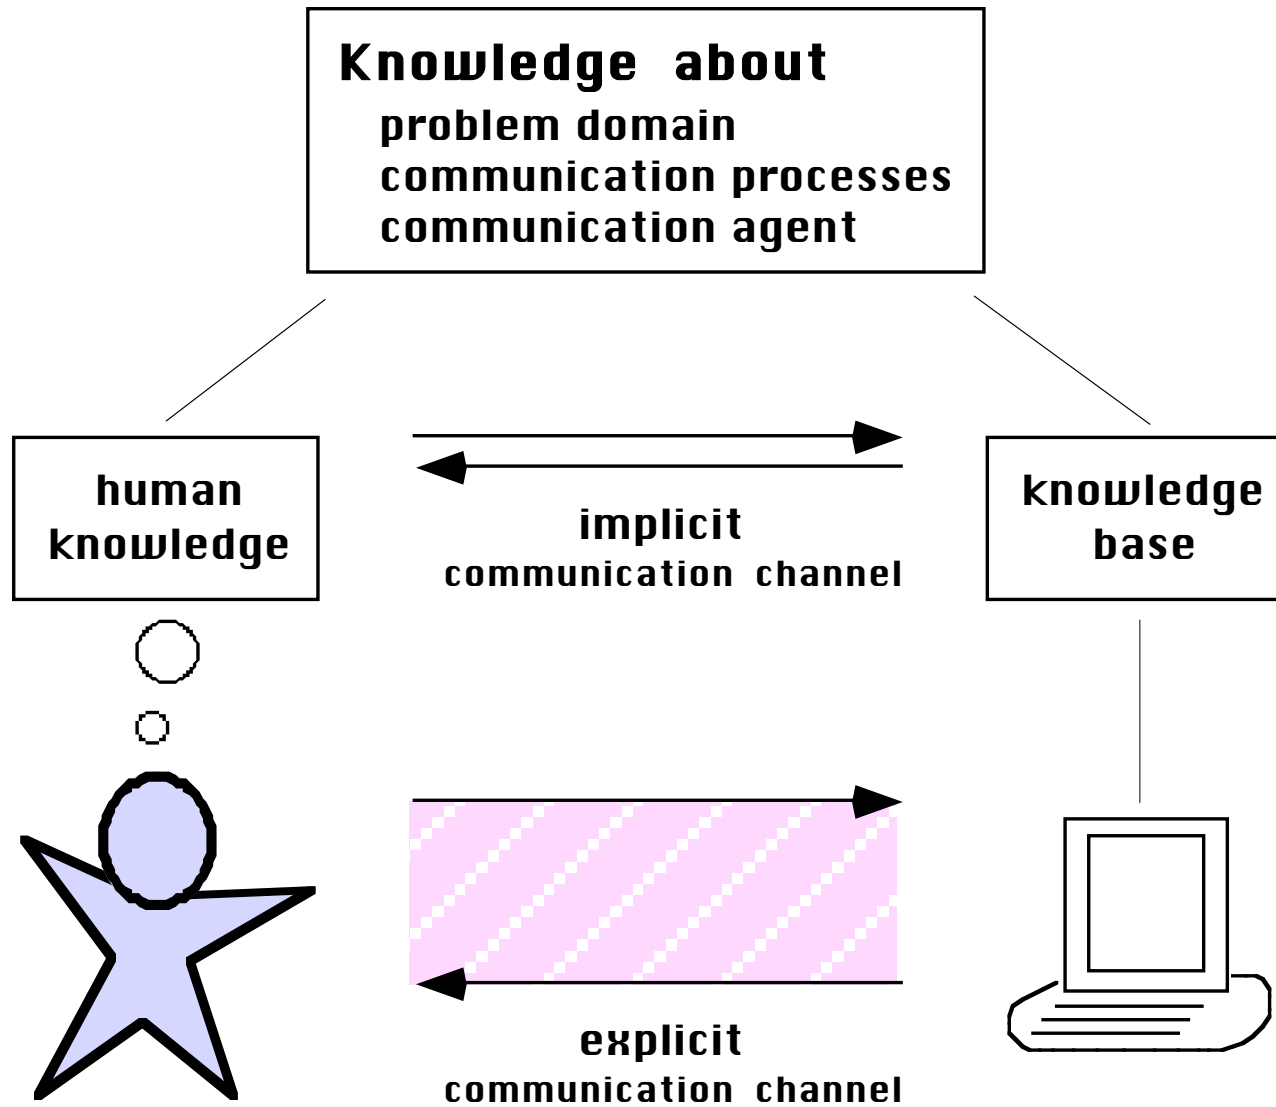 Knowledge about
problem domain
communication processes
communication agent
human
knowledge
implicit
communication channel
knowledge
base
explicit
communication channel